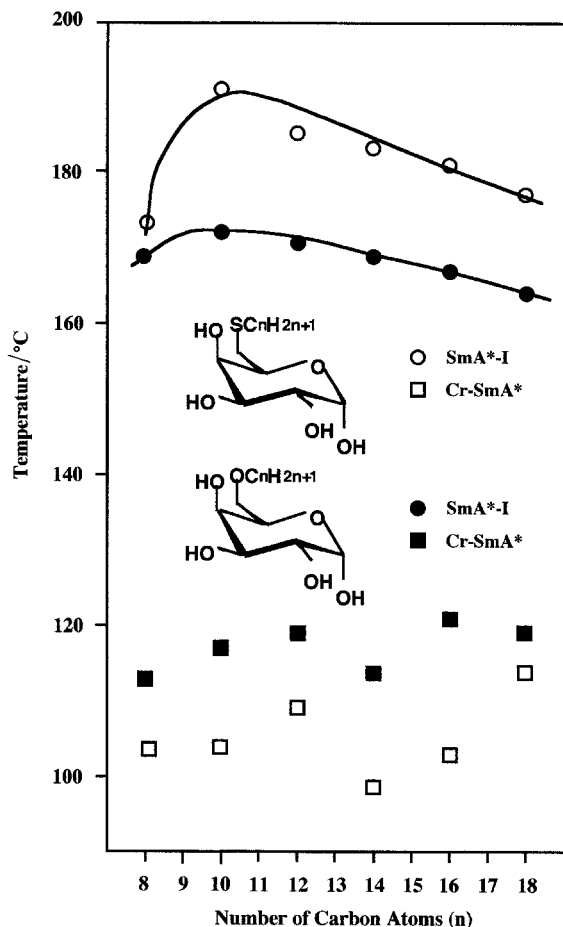 200
180
160
140
120
100
Temperature/°C
SCnH2n+1
HO
O
HO
OH
OH
SmA*-I
Cr-SmA*
OCnH2n+1
HO
O
HO
OH
OH
SmA*-I
Cr-SmA*
8 9 10 11 12 13 14 15 16 17 18
Number of Carbon Atoms (n)